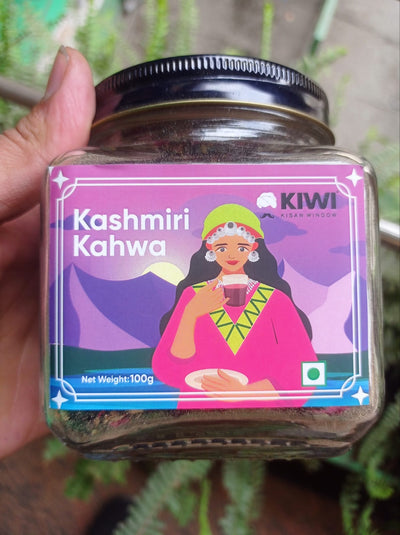 KIWI
KISAN WINDOW
Kashmiri
Kahwa
Net Weight:100g